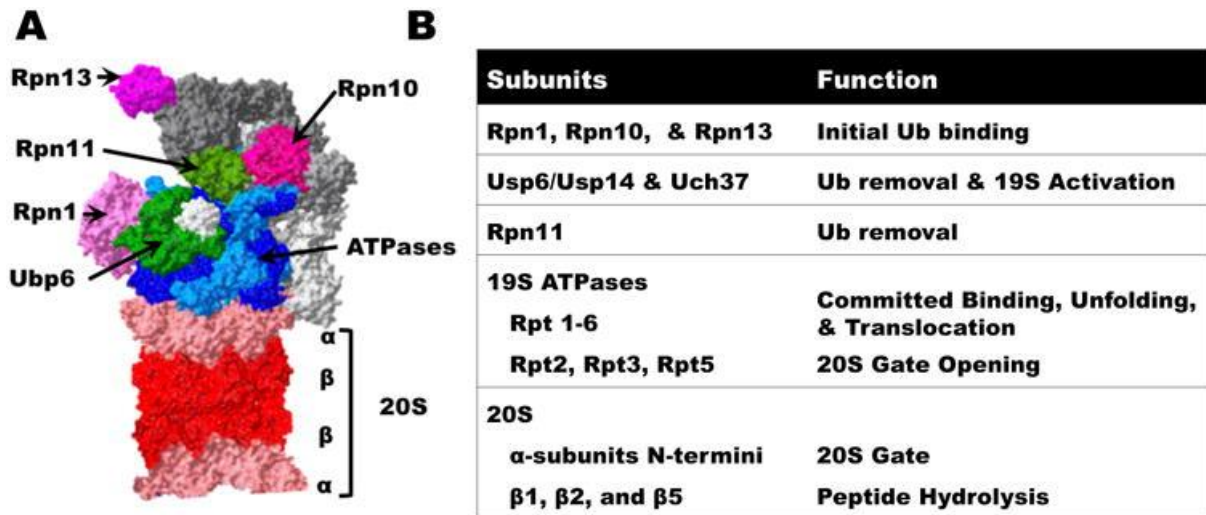 A
B
Rpn13
Rpn10
Rpn11
Rpn1
Ubp6
ATPases
α
β
β
α
20S
Subunits Function
Rpn1, Rpn10, & Rpn13 Initial Ub binding
Usp6/Usp14 & Uch37 Ub removal & 19S Activation
Rpn11 Ub removal
19S ATPases
Rpt 1-6 Committed Binding, Unfolding,
& Translocation
Rpt2, Rpt3, Rpt5 20S Gate Opening
20S
α-subunits N-termini 20S Gate
β1, β2, and β5 Peptide Hydrolysis